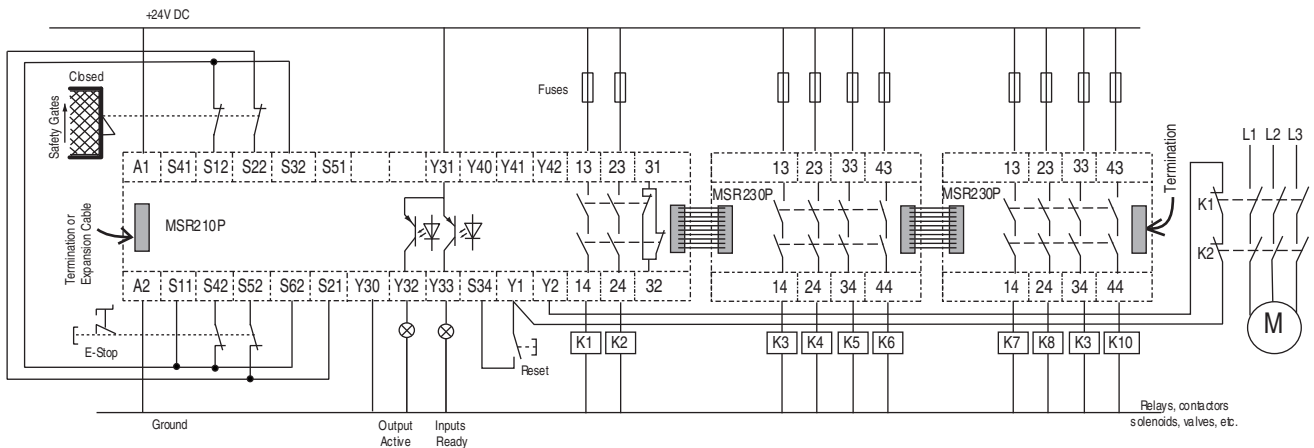 +24V DC
Closed
Safety Gates
Fuses
L1 L2 L3
A1 S41 S12 S22 S32 S51 Y31 Y40 Y41 Y42 13 23 31
13 23 33 43
13 23 33 43
Termination
MSR210P
MSR230P
MSR230P
K1
K2
Termination or
Expansion Cable
A2 S11 S42 S52 S62 S21 Y30 Y32 Y33 S34 Y1 Y2 14 24 32
14 24 34 44
14 24 34 44
M
E-Stop
Reset
K1 K2
K3 K4 K5 K6
K7 K8 K3 K10
Ground
Output
Active
Inputs
Ready
Relays, contactors
solenoids, valves, etc.